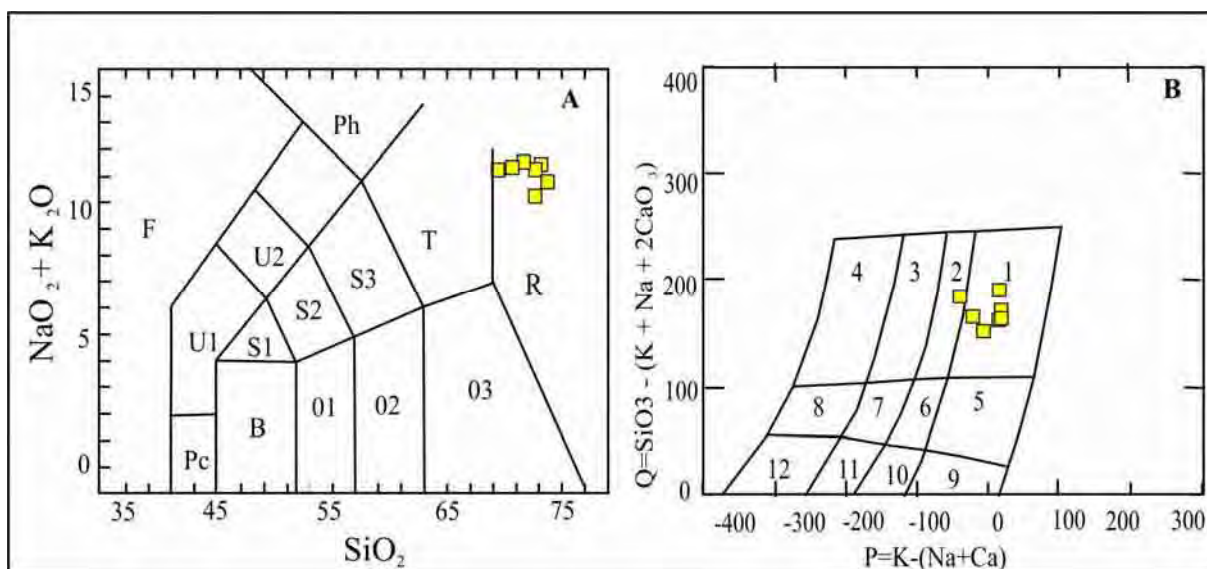 A
NaO₂ + K₂O
15
10
5
0
F
Ph
U2
T
S3
S2
R
U1
S1
B
01
02
03
Pc
35
45
55
65
75
SiO₂
B
Q=SiO3 - (K + Na + 2CaO₃)
400
300
200
100
0
4
3
2
1
8
7
6
5
12
11
10
9
-400
-300
-200
-100
0
100
200
300
P=K-(Na+Ca)